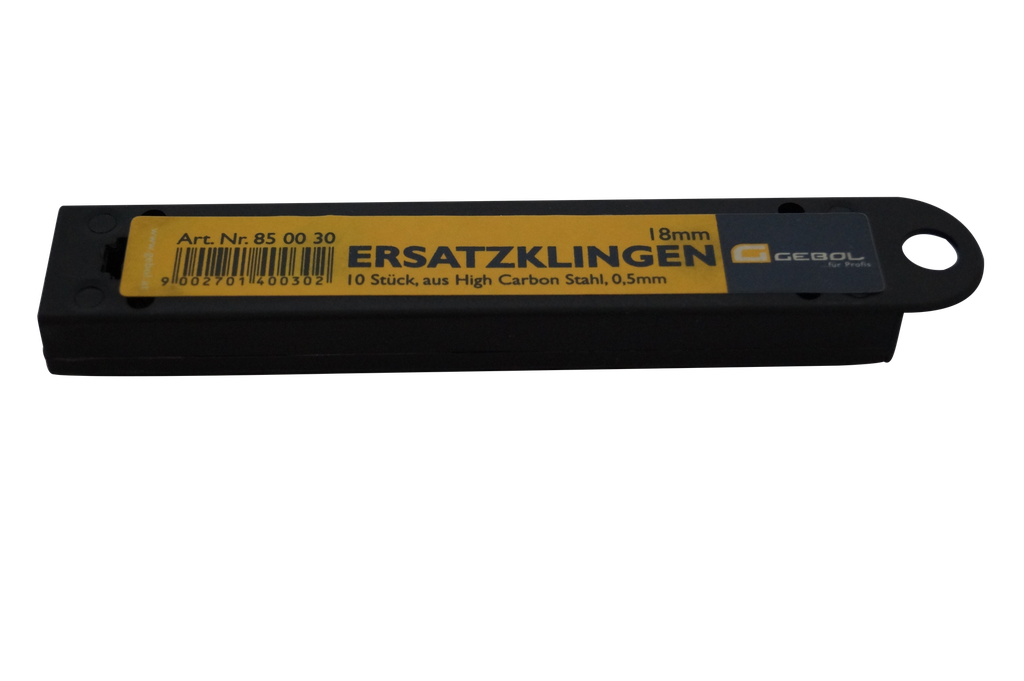 Art. Nr. 85 00 30
9 002701 400302
18mm
ERSATZKLINGEN
10 Stück, aus High Carbon Stahl, 0,5mm
GEBOL
...für Profis